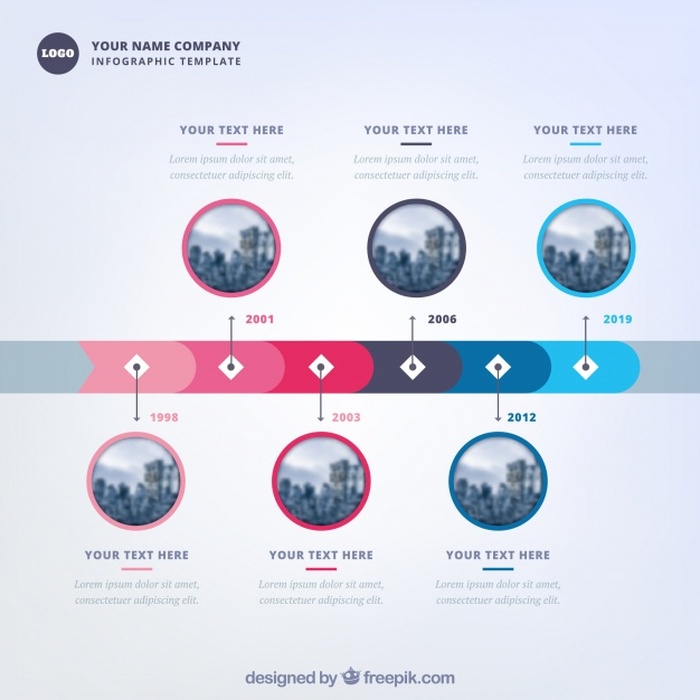 LOGO
YOUR NAME COMPANY
INFOGRAPHIC TEMPLATE
YOUR TEXT HERE
Lorem ipsum dolor sit amet,
consectetuer adipiscing elit.
YOUR TEXT HERE
Lorem ipsum dolor sit amet,
consectetuer adipiscing elit.
YOUR TEXT HERE
Lorem ipsum dolor sit amet,
consectetuer adipiscing elit.
2001
2006
2019
1998
2003
2012
YOUR TEXT HERE
Lorem ipsum dolor sit amet,
consectetuer adipiscing elit.
YOUR TEXT HERE
Lorem ipsum dolor sit amet,
consectetuer adipiscing elit.
YOUR TEXT HERE
Lorem ipsum dolor sit amet,
consectetuer adipiscing elit.
designed by freepik.com